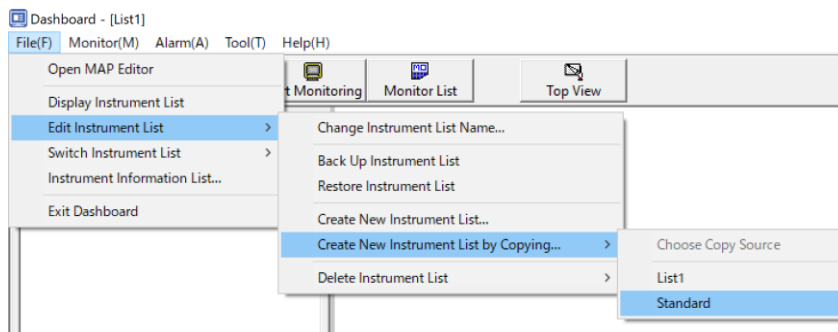 Dashboard - [List1]
File(F) Monitor(M) Alarm(A) Tool(T) Help(H)
Open MAP Editor
t Monitoring Monitor List Top View
Display Instrument List
Edit Instrument List >
Change Instrument List Name...
Switch Instrument List >
Back Up Instrument List
Instrument Information List...
Restore Instrument List
Exit Dashboard
Create New Instrument List...
Create New Instrument List by Copying... >
Choose Copy Source
Delete Instrument List >
List1
Standard